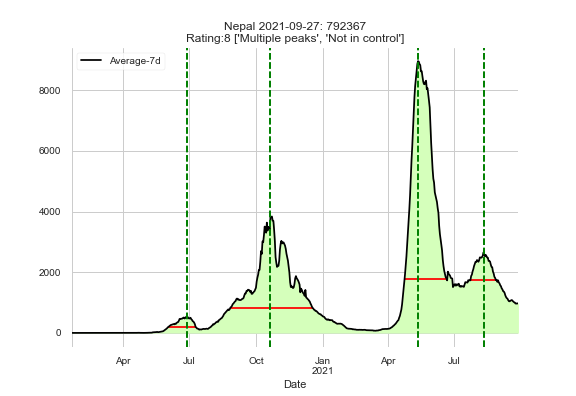 Nepal 2021-09-27: 792367
Rating:8 ['Multiple peaks', 'Not in control']
Average-7d
8000
6000
4000
2000
0
Apr Jul Oct Jan Apr Jul
2021
Date